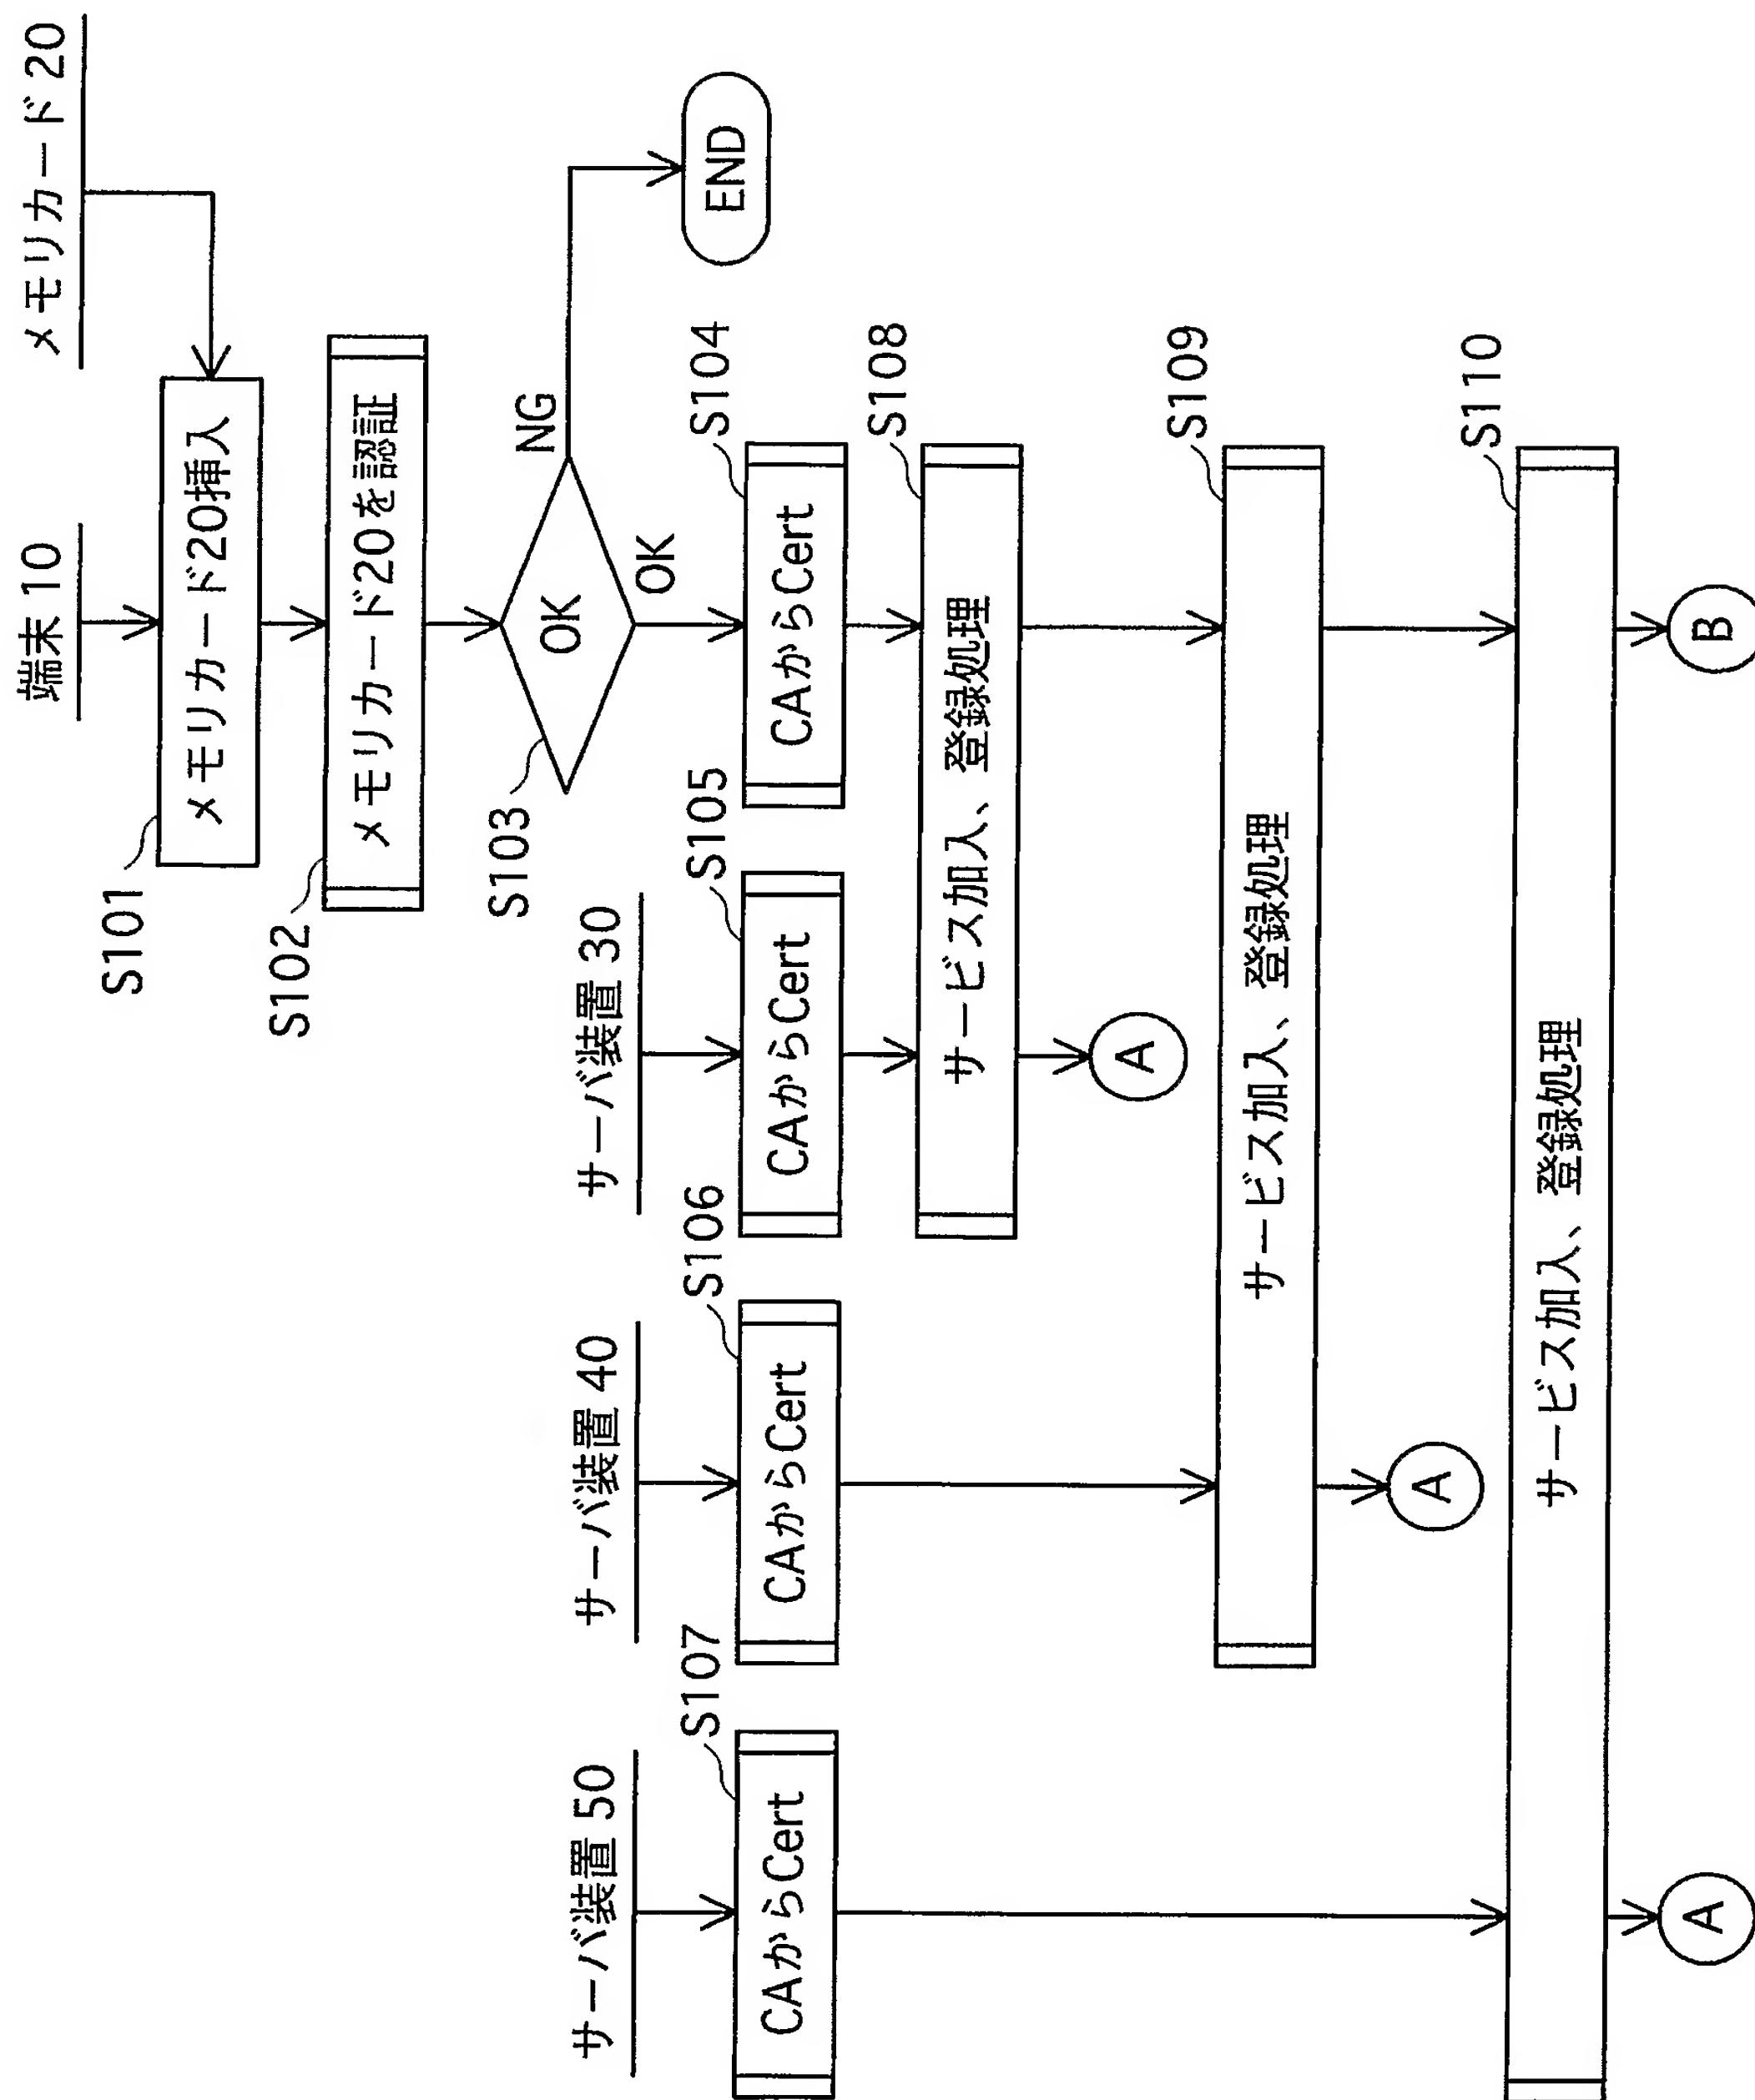 メモリカード 20
端末 10
S101
メモリカード20挿入
S102
メモリカード20を認証
S103
OK
NG
OK
END
サーバ装置 50
サーバ装置 40
サーバ装置 30
S107
S106
S105
S104
CAからCert
CAからCert
CAからCert
CAからCert
S108
サービス加入、登録処理
A
S109
サービス加入、登録処理
A
S110
サービス加入、登録処理
A
B